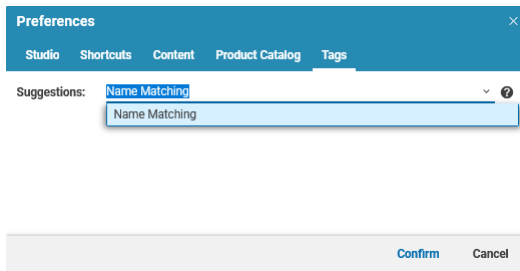 Preferences
Studio Shortcuts Content Product Catalog Tags
Suggestions: Name Matching
Name Matching
Confirm Cancel